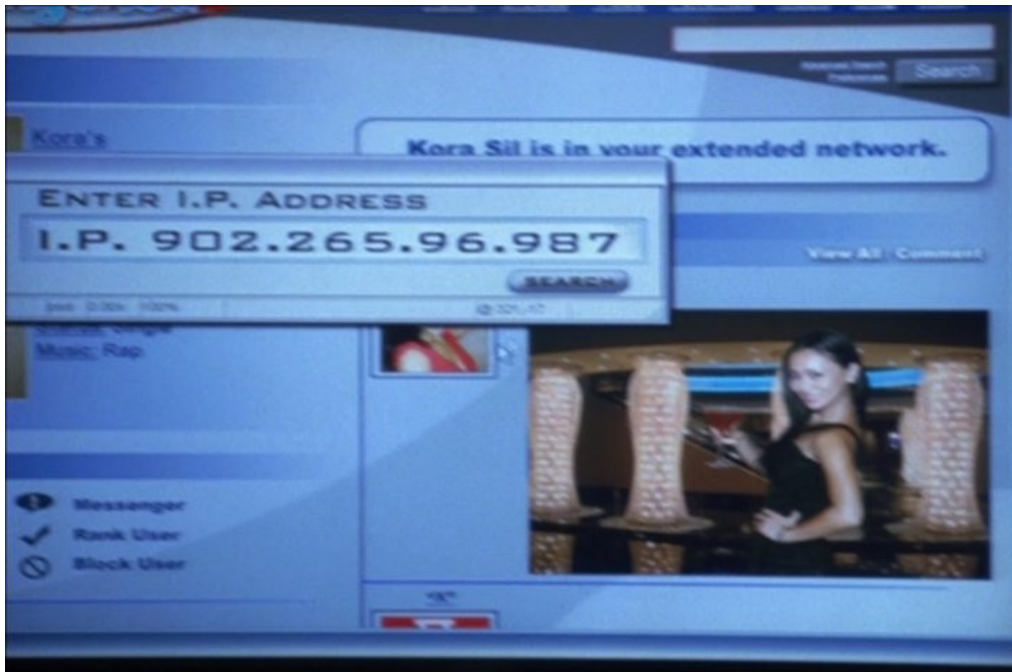 Search
Kora's
Kora Sil is in your extended network.
ENTER I.P. ADDRESS
I.P. 902.265.96.987
SEARCH
View All Comment
Music: Rap
Messenger
Rank User
Block User
"X"